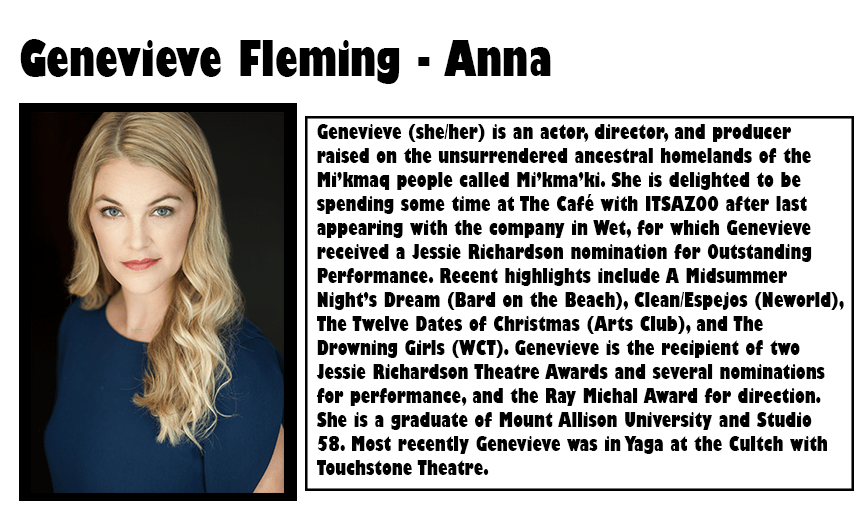 Genevieve Fleming - Anna
Genevieve (she/her) is an actor, director, and producer
raised on the unsurrendered ancestral homelands of the
Mi'kmaq people called Mi'kma'ki. She is delighted to be
spending some time at The Café with ITSAZOO after last
appearing with the company in Wet, for which Genevieve
received a Jessie Richardson nomination for Outstanding
Performance. Recent highlights include A Midsummer
Night's Dream (Bard on the Beach), Clean/Espejos (Neworld),
The Twelve Dates of Christmas (Arts Club), and The
Drowning Girls (WCT). Genevieve is the recipient of two
Jessie Richardson Theatre Awards and several nominations
for performance, and the Ray Michal Award for direction.
She is a graduate of Mount Allison University and Studio
58. Most recently Genevieve was in Yaga at the Cultch with
Touchstone Theatre.